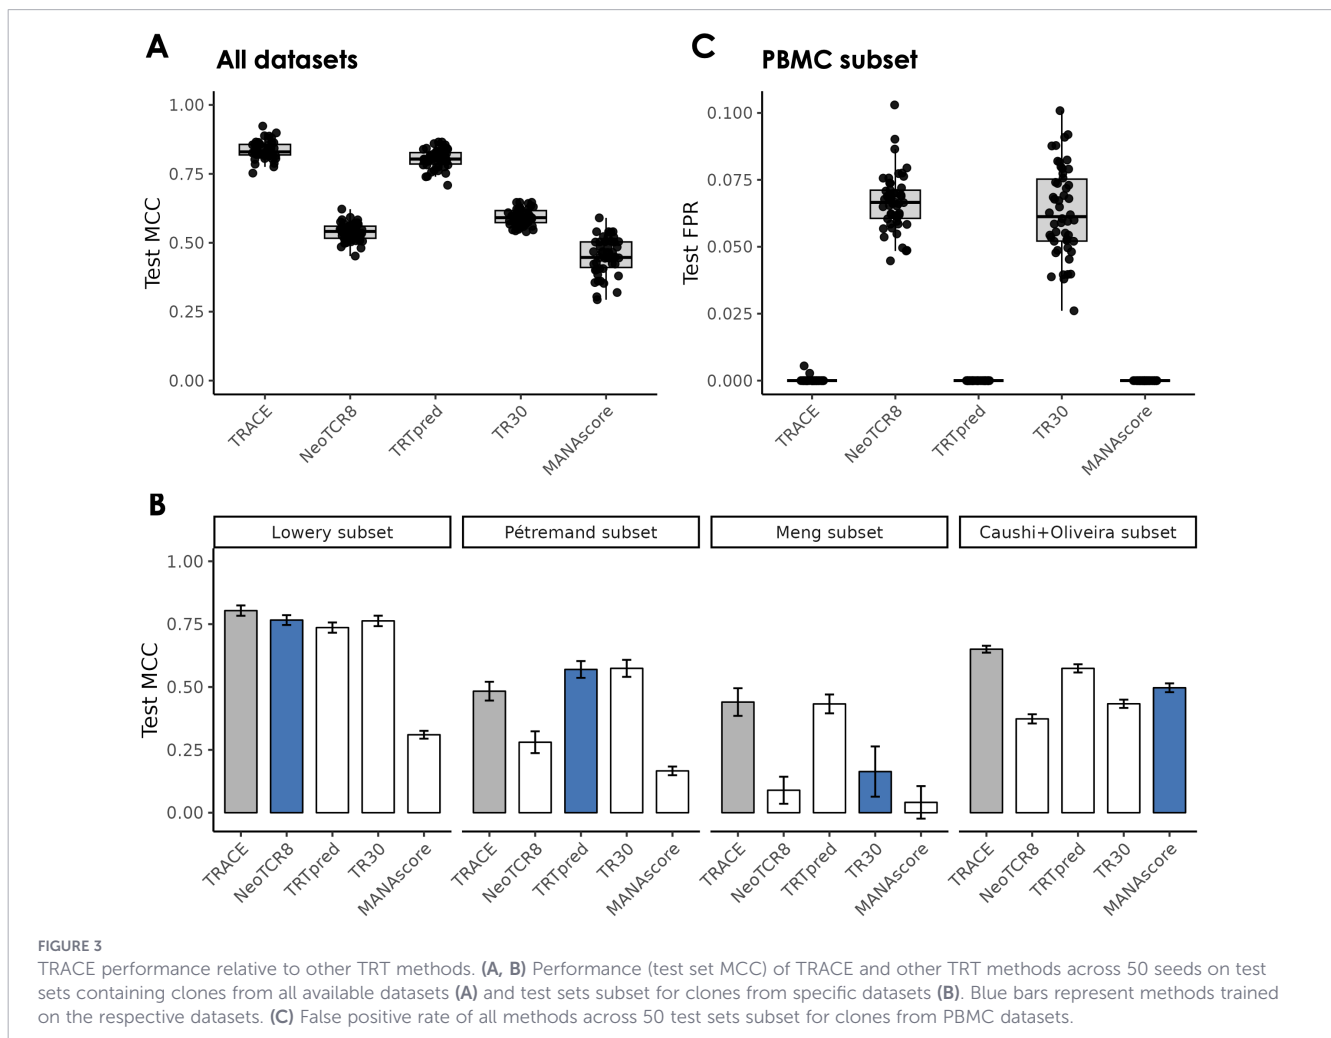 A
All datasets
Test MCC
1.00
0.75
0.50
0.25
0.00
TRACE
NeoTCR8
TRTpred
TR30
MANAscore
C
PBMC subset
Test FPR
0.100
0.075
0.050
0.025
0.000
TRACE
NeoTCR8
TRTpred
TR30
MANAscore
B
Lowery subset
Pétremand subset
Meng subset
Caushi+Oliveira subset
Test MCC
1.00
0.75
0.50
0.25
0.00
TRACE
NeoTCR8
TRTpred
TR30
MANAscore
TRACE
NeoTCR8
TRTpred
TR30
MANAscore
TRACE
NeoTCR8
TRTpred
TR30
MANAscore
TRACE
NeoTCR8
TRTpred
TR30
MANAscore
FIGURE 3
TRACE performance relative to other TRT methods. (A, B) Performance (test set MCC) of TRACE and other TRT methods across 50 seeds on test
sets containing clones from all available datasets (A) and test sets subset for clones from specific datasets (B). Blue bars represent methods trained
on the respective datasets. (C) False positive rate of all methods across 50 test sets subset for clones from PBMC datasets.